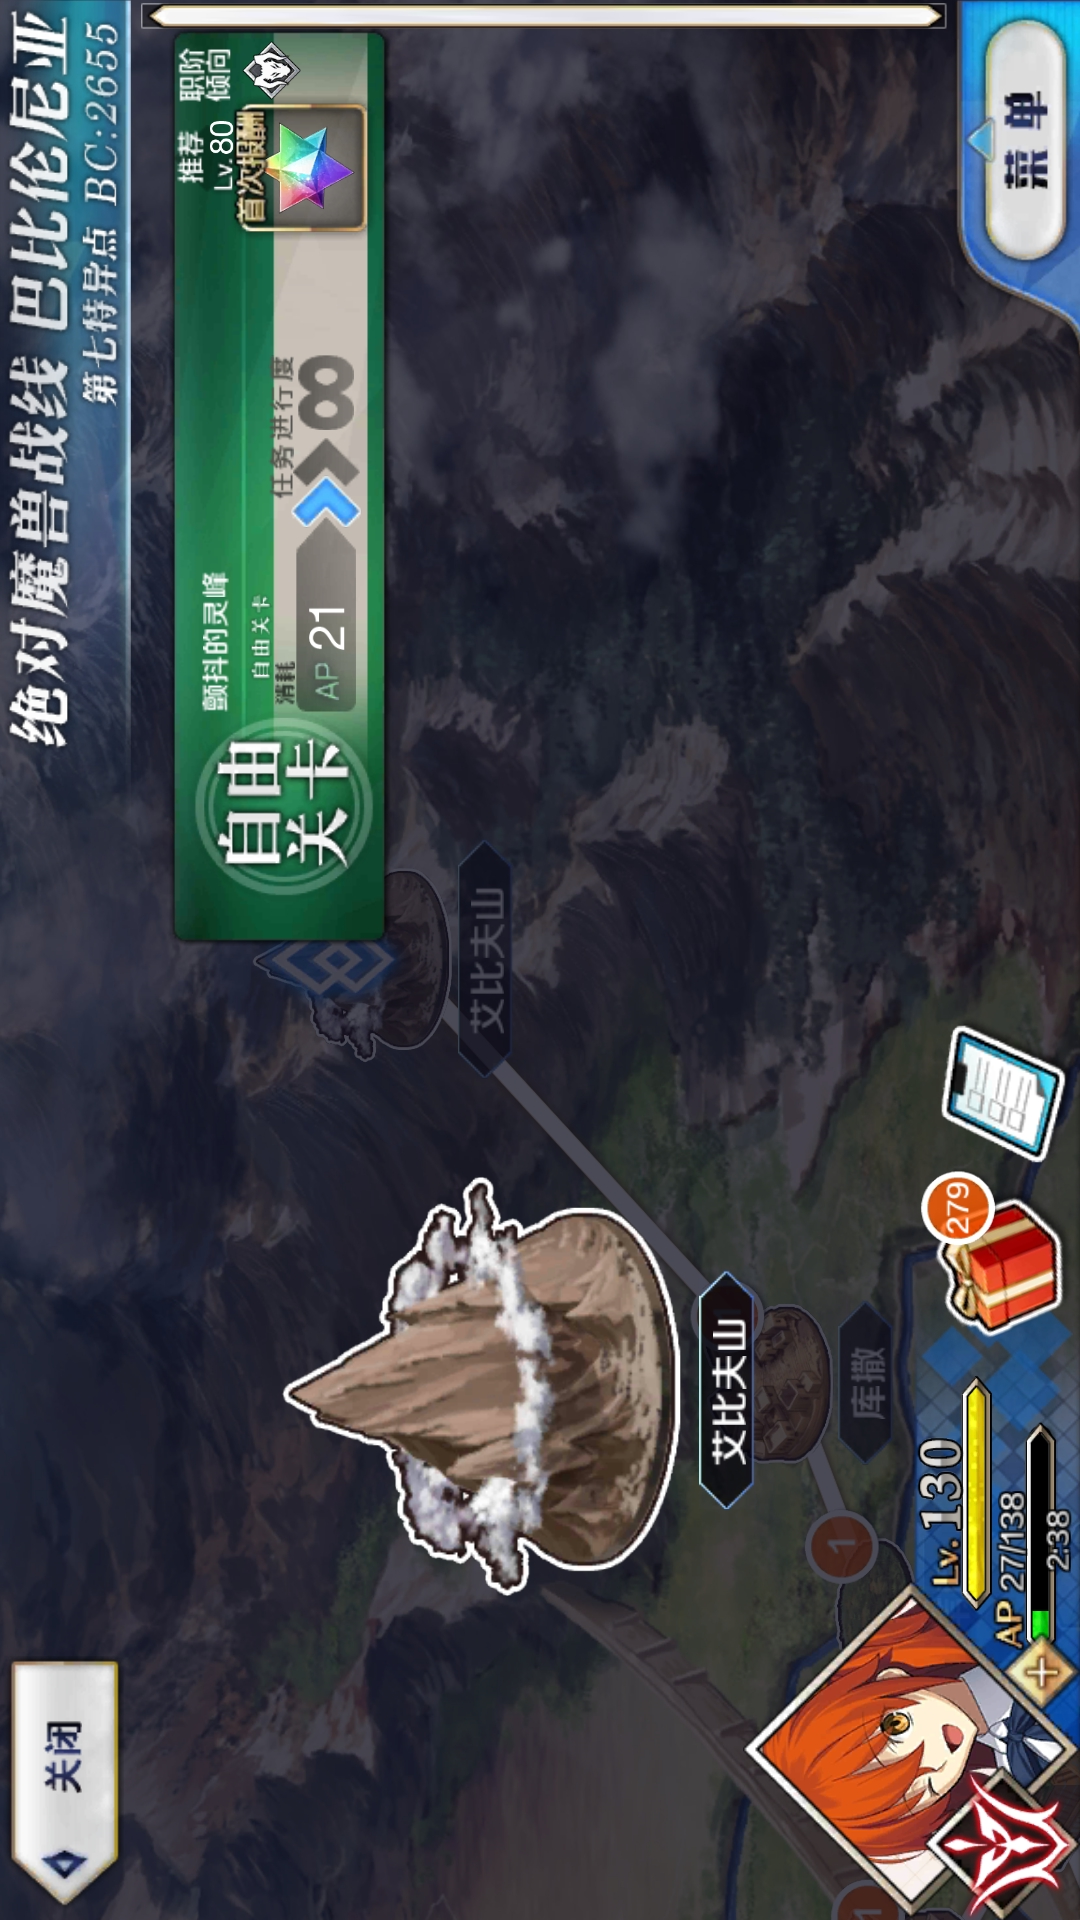 关闭
绝对魔兽战线 巴比伦尼亚
第七特异点 BC:2655
自由
关卡
颤抖的灵峰
自由关卡
消耗
AP 21
任务进行度
推荐
Lv.80
职阶
倾向
首次报酬
艾比夫山
艾比夫山
库撒
1
1
Lv. 130
AP 27/138
2:38
279
菜单